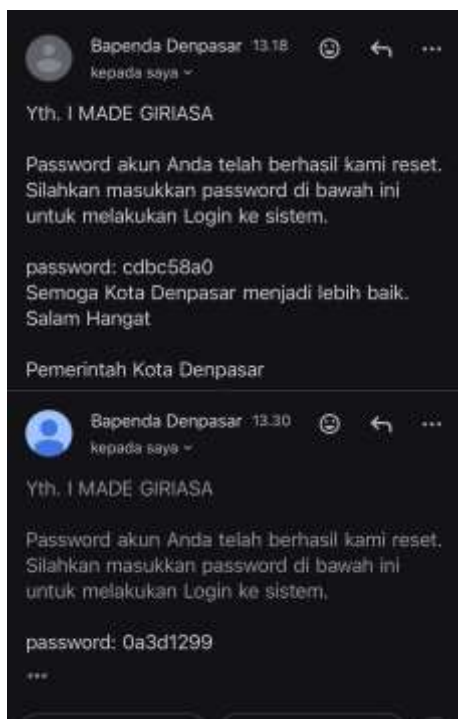 Bapenda Denpasar 13.18
kepada saya
Yth. I MADE GIRIASA
Password akun Anda telah berhasil kami reset.
Silahkan masukkan password di bawah ini
untuk melakukan Login ke sistem.
password: cdbc58a0
Semoga Kota Denpasar menjadi lebih baik.
Salam Hangat
Pemerintah Kota Denpasar
Bapenda Denpasar 13.30
kepada saya
Yth. I MADE GIRIASA
Password akun Anda telah berhasil kami reset.
Silahkan masukkan password di bawah ini
untuk melakukan Login ke sistem.
password: 0a3d1299